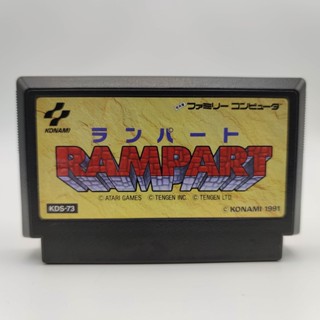 KONAMI
ファミリーコンピュータ
ランパート
RAMPART
© ATARI GAMES © TENGEN INC. © TENGEN LTD
KDS-73
© KONAMI 1991